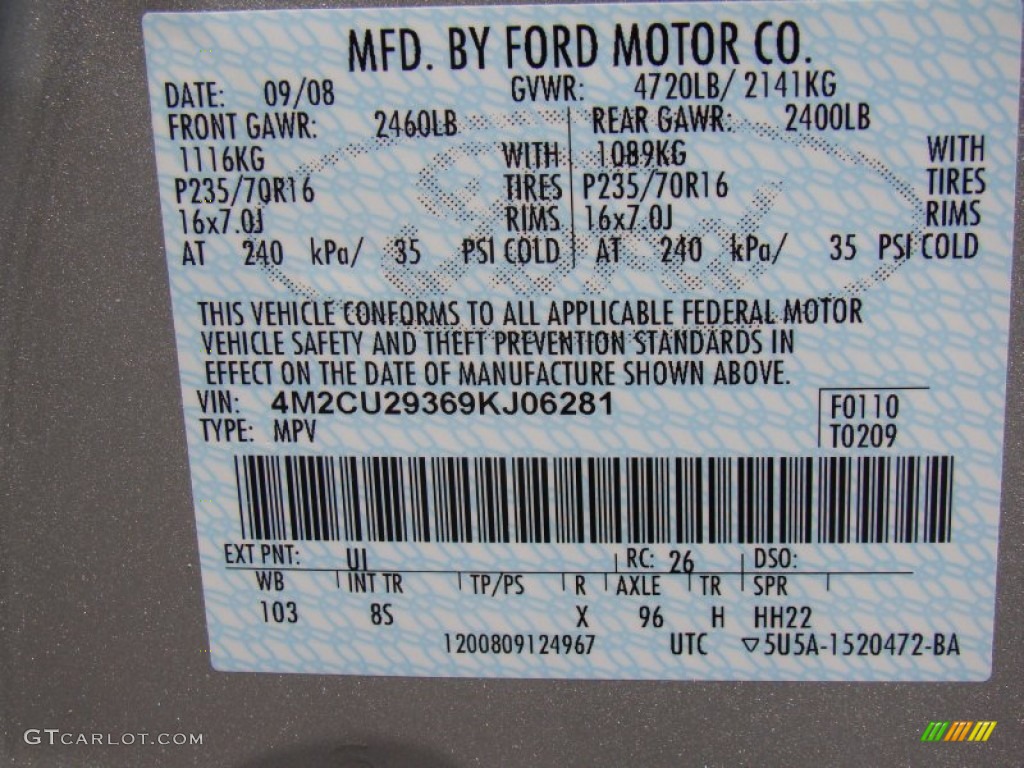 MFD. BY FORD MOTOR CO.
DATE: 09/08 GVWR: 4720LB/ 2141KG
FRONT GAWR: 2460LB REAR GAWR: 2400LB
1116KG WITH 1089KG WITH
P235/70R16 TIRES P235/70R16 TIRES
16x7.0J RIMS 16x7.0J RIMS
AT 240 kPa/ 35 PSI COLD AT 240 kPa/ 35 PSI COLD
THIS VEHICLE CONFORMS TO ALL APPLICABLE FEDERAL MOTOR
VEHICLE SAFETY AND THEFT PREVENTION STANDARDS IN
EFFECT ON THE DATE OF MANUFACTURE SHOWN ABOVE.
VIN: 4M2CU29369KJ06281 F0110
TYPE: MPV T0209
EXT PNT: UI RC: 26 DSO:
WB INT TR TP/PS R AXLE TR SPR
103 8S X 96 H HH22
1200809124967 UTC ▽5U5A-1520472-BA
GTCARLOT.COM